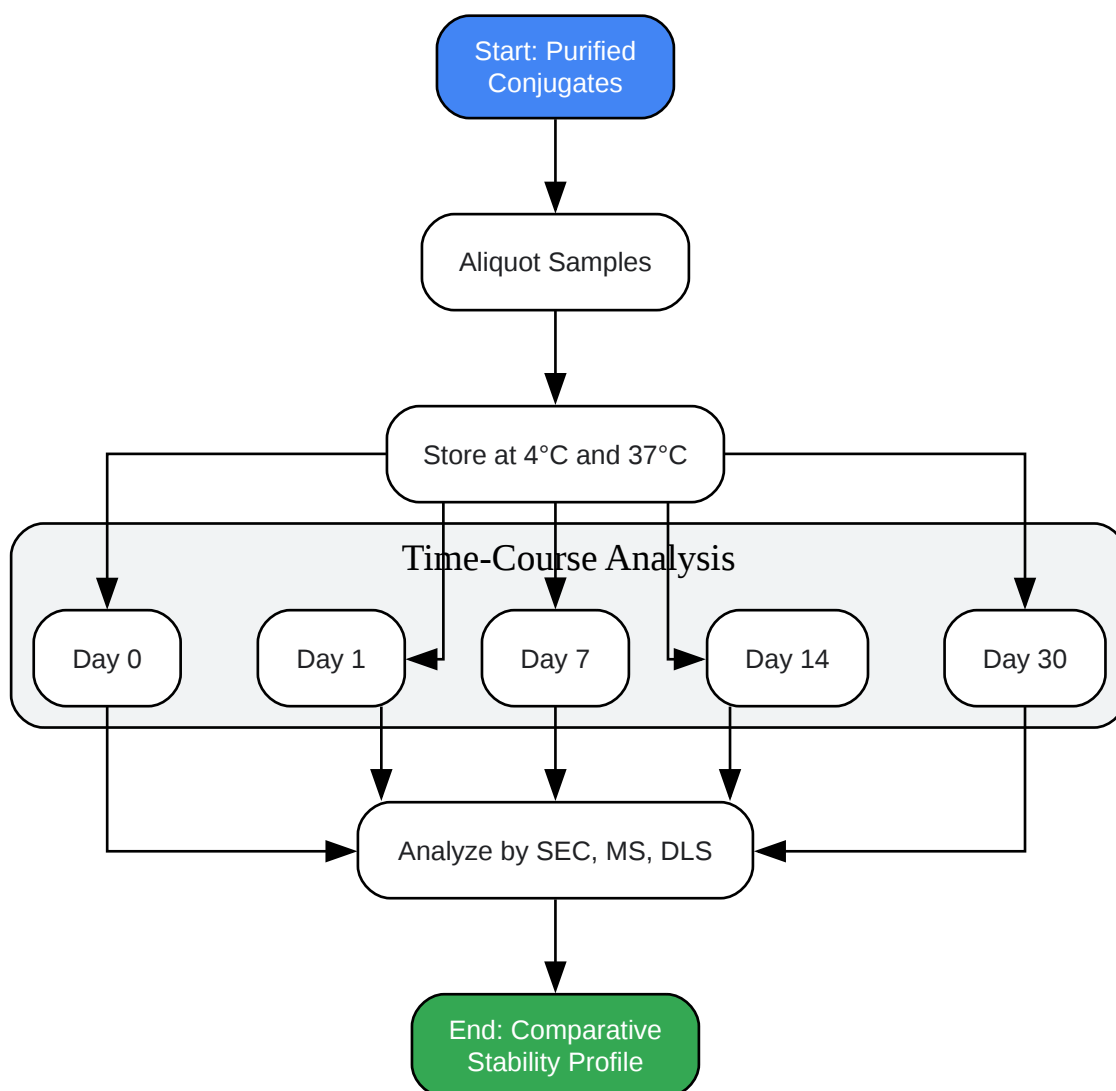 Start: Purified
Conjugates
Aliquot Samples
Store at 4°C and 37°C
Time-Course Analysis
Day 0
Day 1
Day 7
Day 14
Day 30
Analyze by SEC, MS, DLS
End: Comparative
Stability Profile